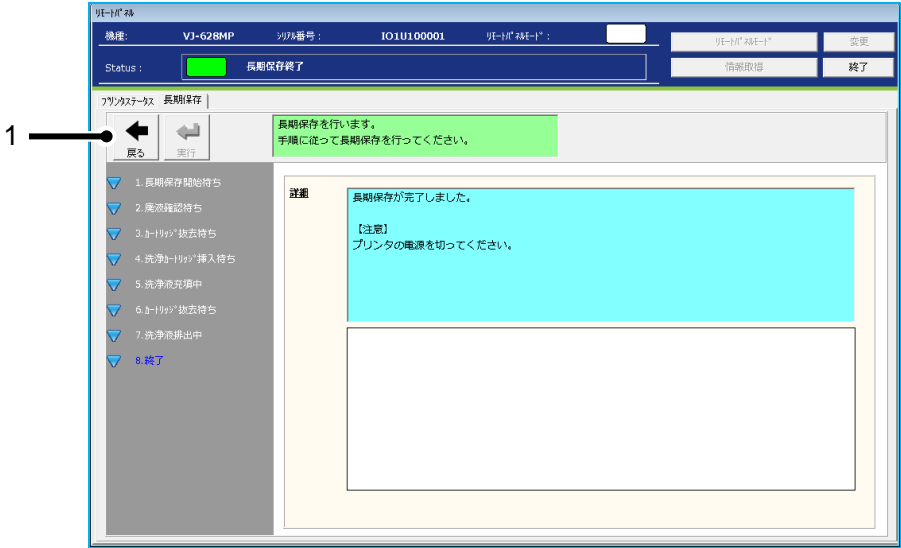 ﾘﾓｰﾄﾊﾟﾈﾙ
機種: VJ-628MP ｼﾘｱﾙ番号: IO1U100001 ﾘﾓｰﾄﾊﾟﾈﾙﾓｰﾄﾞ: ﾘﾓｰﾄﾊﾟﾈﾙﾓｰﾄﾞ 変更
Status: 長期保存終了 情報取得 終了
ﾌﾟﾘﾝﾀｽﾃｰﾀｽ 長期保存
1
戻る 実行
長期保存を行います。
手順に従って長期保存を行ってください。
1.長期保存開始待ち
2.廃液確認待ち
3.ｶｰﾄﾘｯｼﾞ抜去待ち
4.洗浄ｶｰﾄﾘｯｼﾞ挿入待ち
5.洗浄液充填中
6.ｶｰﾄﾘｯｼﾞ抜去待ち
7.洗浄液排出中
8.終了
詳細
長期保存が完了しました。
【注意】
プリンタの電源を切ってください。